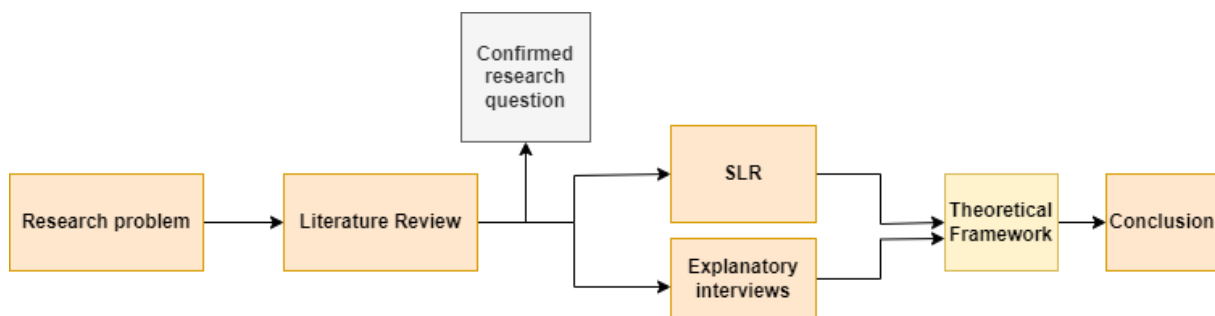 Confirmed
research
question
Research problem
Literature Review
SLR
Explanatory
interviews
Theoretical
Framework
Conclusion